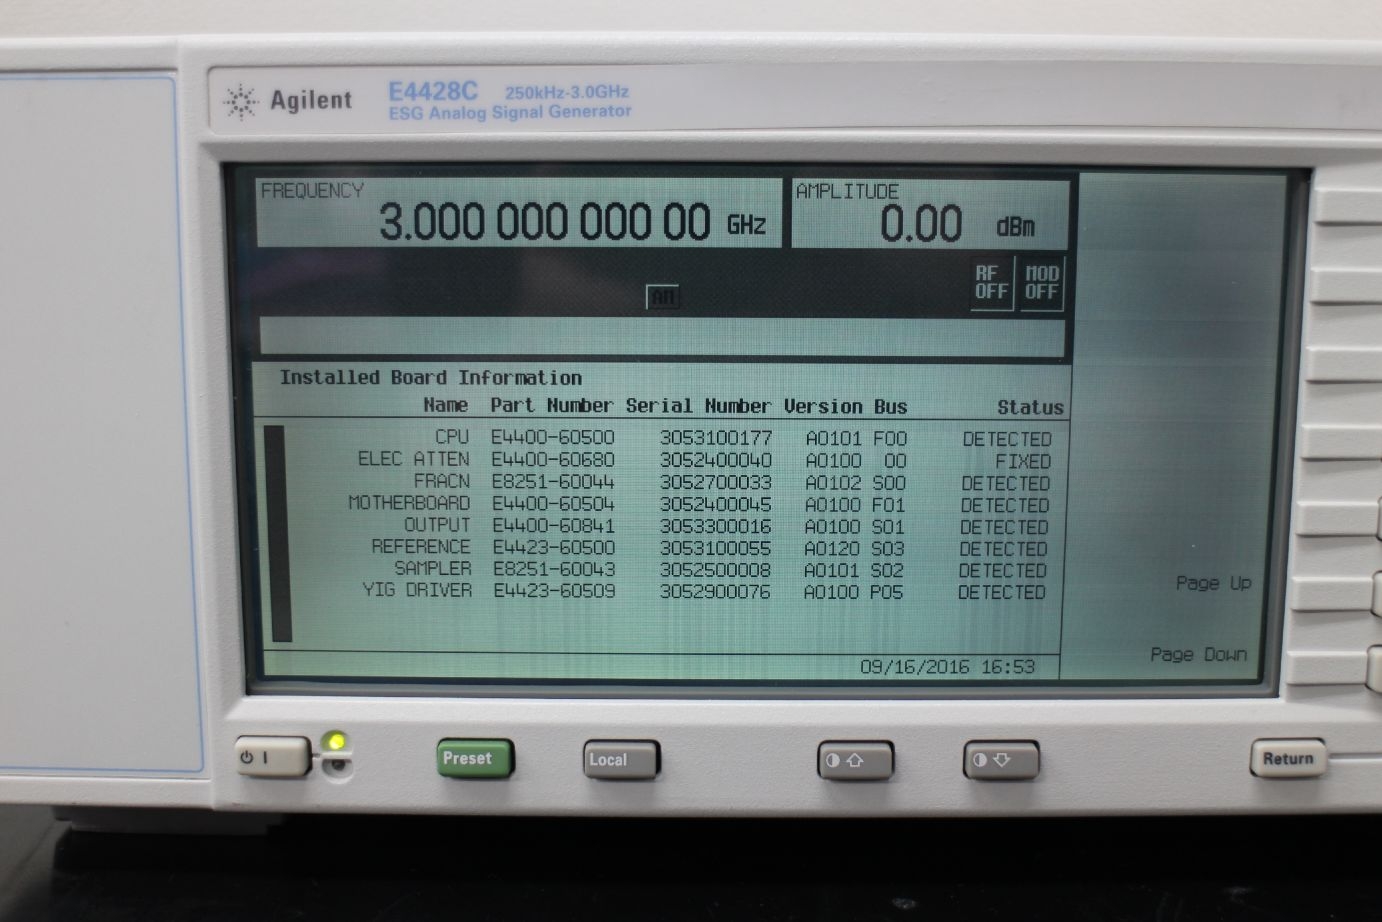 Agilent E4428C 250kHz-3.0GHz
ESG Analog Signal Generator
FREQUENCY
3.000 000 000 00 GHz
AMPLITUDE
0.00 dBm
RF
OFF
MOD
OFF
AM
Installed Board Information
Name Part Number Serial Number Version Bus Status
CPU E4400-60500 3053100177 A0101 F00 DETECTED
ELEC ATTEN E4400-60680 3052400040 A0100 00 FIXED
FRACN E8251-60044 3052700033 A0102 S00 DETECTED
MOTHERBOARD E4400-60504 3052400045 A0100 F01 DETECTED
OUTPUT E4400-60841 3053300016 A0100 S01 DETECTED
REFERENCE E4423-60500 3053100055 A0120 S03 DETECTED
SAMPLER E8251-60043 3052500008 A0101 S02 DETECTED
YIG DRIVER E4423-60509 3052900076 A0100 P05 DETECTED
Page Up
Page Down
09/16/2016 16:53
Preset
Local
Return